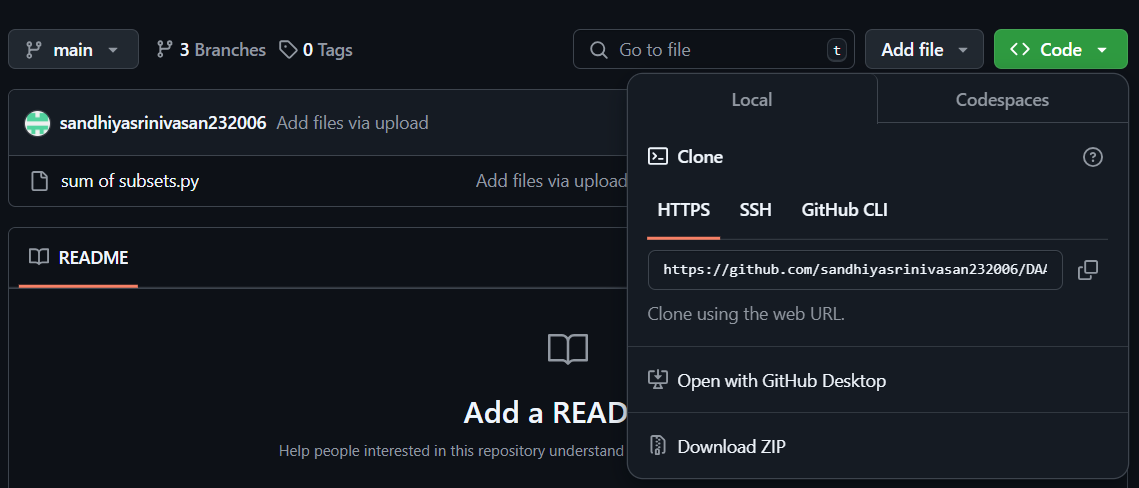 main 3 Branches 0 Tags Go to file t Add file Code
Local Codespaces
sandhiyasrinivasan232006 Add files via upload
Clone
sum of subsets.py Add files via upload
HTTPS SSH GitHub CLI
README
https://github.com/sandhiyasrinivasan232006/DAA
Clone using the web URL.
Open with GitHub Desktop
Add a READ
Help people interested in this repository understand
Download ZIP